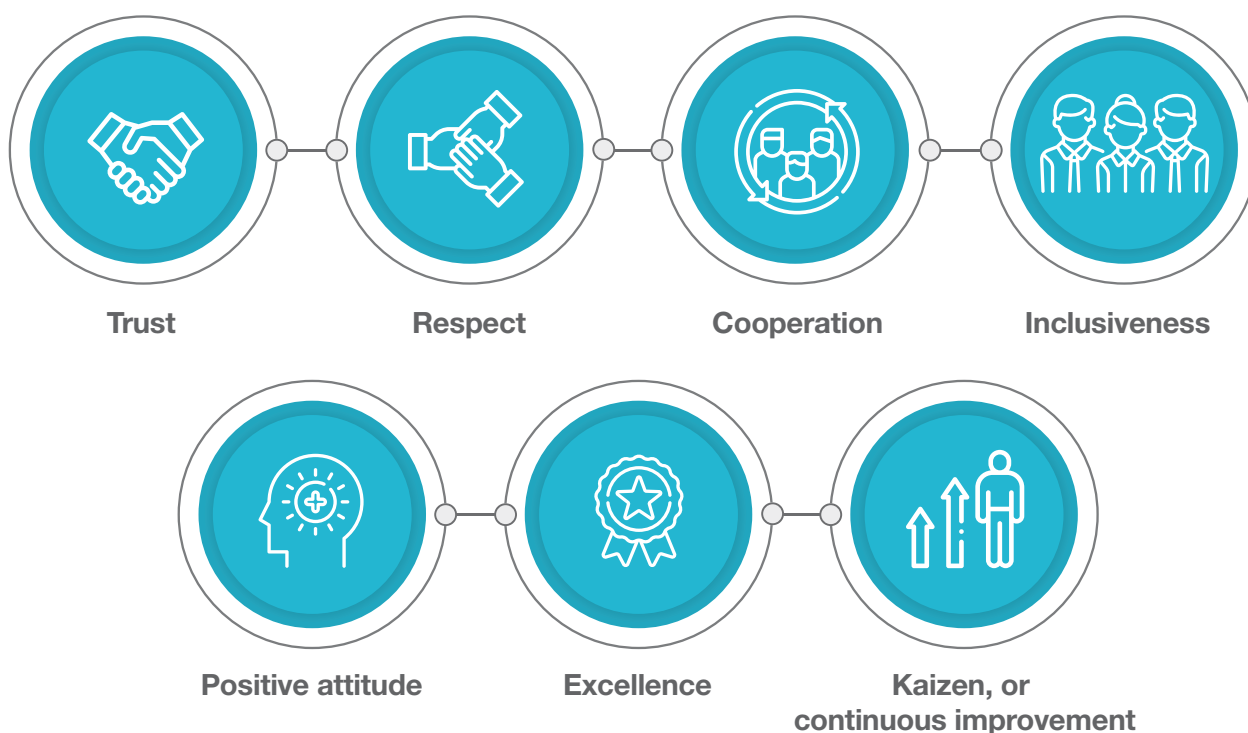 Trust
Respect
Cooperation
Inclusiveness
Positive attitude
Excellence
Kaizen, or
continuous improvement